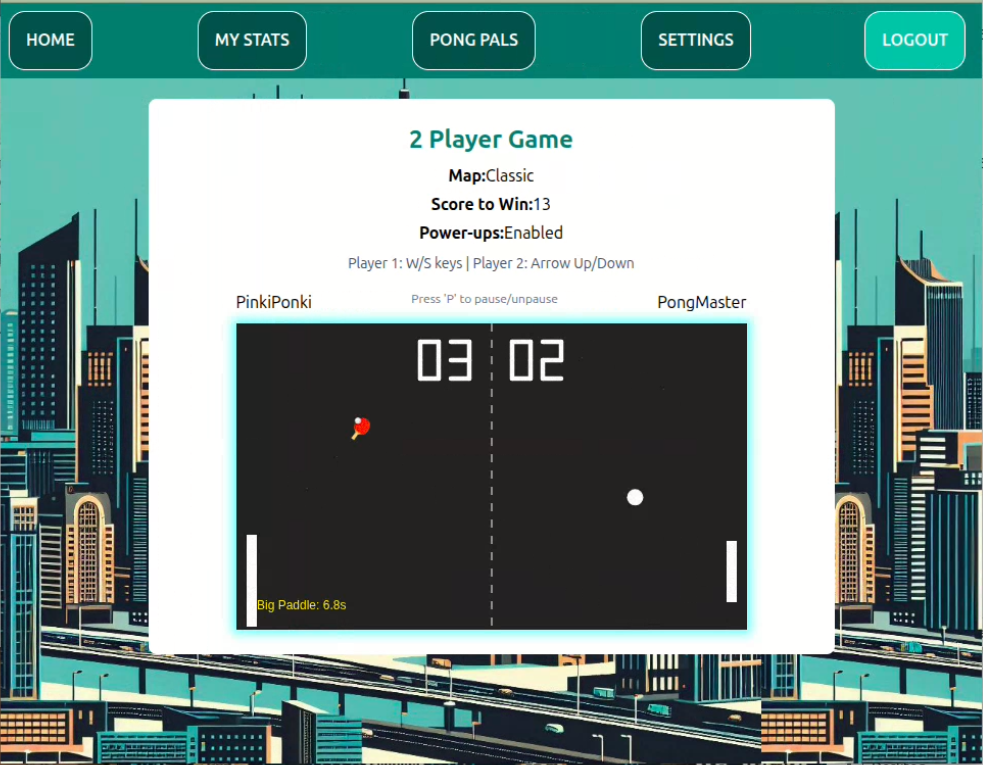 HOME MY STATS PONG PALS SETTINGS LOGOUT
2 Player Game
Map:Classic
Score to Win:13
Power-ups:Enabled
Player 1: W/S keys | Player 2: Arrow Up/Down
PinkiPonki Press 'P' to pause/unpause PongMaster
03 02
Big Paddle: 6.8s